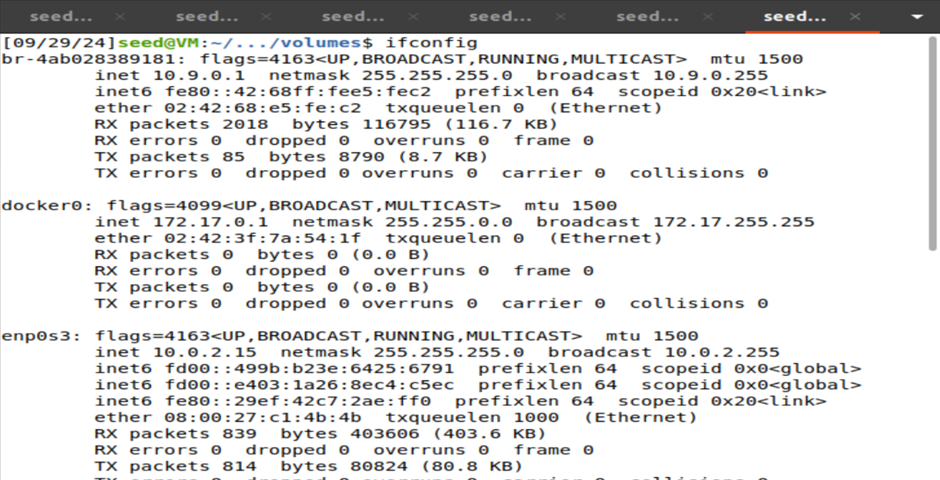 seed... × seed... × seed... × seed... × seed... × seed... ×
[09/29/24]seed@VM:~/.../volumes$ ifconfig
br-4ab028389181: flags=4163<UP,BROADCAST,RUNNING,MULTICAST>  mtu 1500
        inet 10.9.0.1  netmask 255.255.255.0  broadcast 10.9.0.255
        inet6 fe80::42:68ff:fee5:fec2  prefixlen 64  scopeid 0x20<link>
        ether 02:42:68:e5:fe:c2  txqueuelen 0  (Ethernet)
        RX packets 2018  bytes 116795 (116.7 KB)
        RX errors 0  dropped 0  overruns 0  frame 0
        TX packets 85  bytes 8790 (8.7 KB)
        TX errors 0  dropped 0 overruns 0  carrier 0  collisions 0
docker0: flags=4099<UP,BROADCAST,MULTICAST>  mtu 1500
        inet 172.17.0.1  netmask 255.255.0.0  broadcast 172.17.255.255
        ether 02:42:3f:7a:54:1f  txqueuelen 0  (Ethernet)
        RX packets 0  bytes 0 (0.0 B)
        RX errors 0  dropped 0  overruns 0  frame 0
        TX packets 0  bytes 0 (0.0 B)
        TX errors 0  dropped 0 overruns 0  carrier 0  collisions 0
enp0s3: flags=4163<UP,BROADCAST,RUNNING,MULTICAST>  mtu 1500
        inet 10.0.2.15  netmask 255.255.255.0  broadcast 10.0.2.255
        inet6 fd00::499b:b23e:6425:6791  prefixlen 64  scopeid 0x0<global>
        inet6 fd00::e403:1a26:8ec4:c5ec  prefixlen 64  scopeid 0x0<global>
        inet6 fe80::29ef:42c7:2ae:ff0  prefixlen 64  scopeid 0x20<link>
        ether 08:00:27:c1:4b:4b  txqueuelen 1000  (Ethernet)
        RX packets 839  bytes 403606 (403.6 KB)
        RX errors 0  dropped 0  overruns 0  frame 0
        TX packets 814  bytes 80824 (80.8 KB)